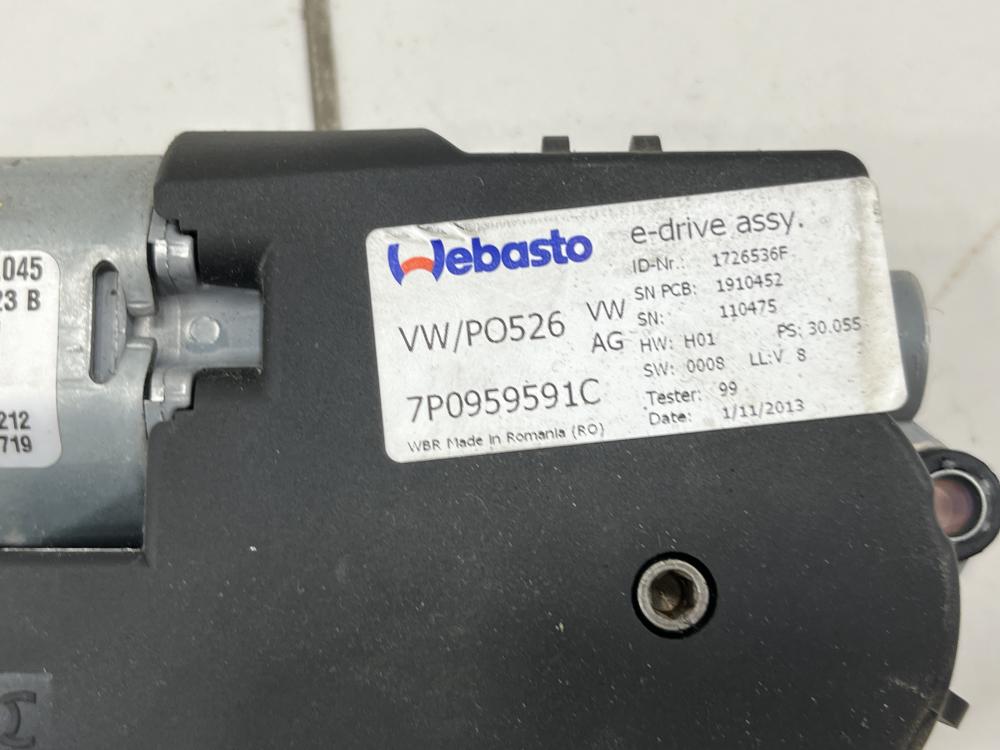 .045
23 B
212
719
Webasto
e-drive assy.
ID-Nr.: 1726536F
SN PCB: 1910452
VW/PO526
VW AG
SN: 110475
HW: H01 PS: 30.055
SW: 0008 LL:V 8
7P0959591C
Tester: 99
Date: 1/11/2013
WBR Made in Romania (RO)